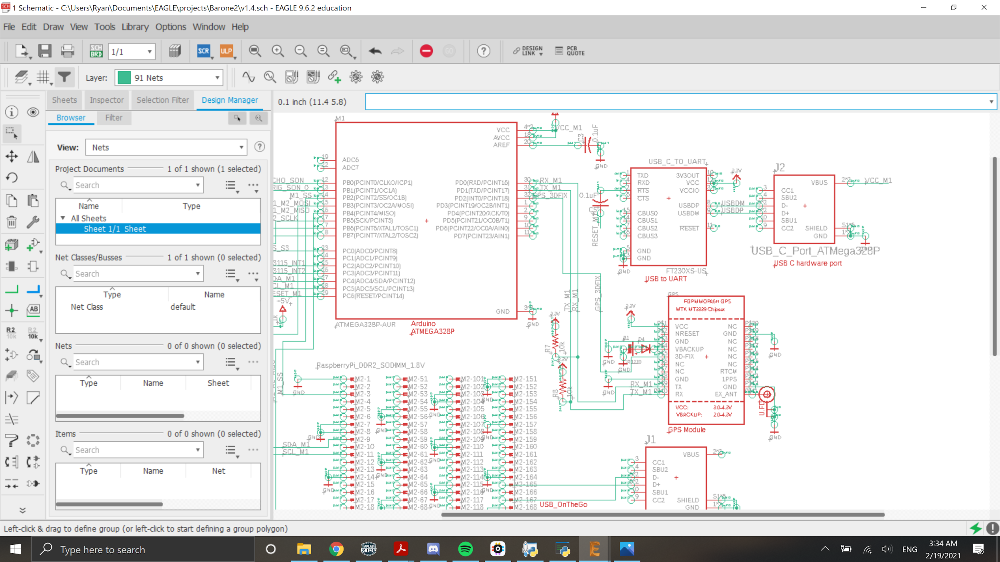 1 Schematic - C:\Users\Ryan\Documents\EAGLE\projects\Barone2\v1.4.sch - EAGLE 9.6.2 education
File Edit Draw View Tools Library Options Window Help
SCH BRD
1/1
SCR
ULP
GO
DESIGN LINK
PCB QUOTE
Layer:
91 Nets
Sheets Inspector Selection Filter Design Manager
0.1 inch (11.4 5.8)
Browser Filter
View:
Nets
Project Documents 1 of 1 shown (1 selected)
Search
Name Type
All Sheets
Sheet 1/1 Sheet
Net Classes/Busses 1 of 1 shown (0 selected)
Search
Type Name
Net Class default
Nets 0 of 0 shown (0 selected)
Search
Type Name Sheet
Items 0 of 0 shown (0 selected)
Search
Type Name Net
R2 10k
R2 10k
AB
M1
VCC
AVCC
AREF
ADC6
ADC7
PB0(PCINT0/CLKO/ICP1)
PB1(PCINT1/OC1A)
PB2(PCINT2/SS/OC1B)
PB3(PCINT3/OC2A/MOSI)
PB4(PCINT4/MISO)
PB5(SCK/PCINT5)
PB6(PCINT6/XTAL1/TOSC1)
PB7(PCINT7/XTAL2/TOSC2)
PC0(ADC0/PCINT8)
PC1(ADC1/PCINT9)
PC2(ADC2/PCINT10)
PC3(ADC3/PCINT11)
PC4(ADC4/SDA/PCINT12)
PC5(ADC5/SCL/PCINT13)
PC6(RESET/PCINT14)
PD0(RXD/PCINT16)
PD1(TXD/PCINT17)
PD2(INT0/PCINT18)
PD3(PCINT19/OC2B/INT1)
PD4(PCINT20/XCK/T0)
PD5(PCINT21/OC0B/T1)
PD6(PCINT22/OC0A/AIN0)
PD7(PCINT23/AIN1)
GND
ATMEGA328P-AUR
Arduino
ATMEGA328P
CHO_SON
RIG_SON_0
M1_SS
1_M2_MOSI
1_M2_MISO
2_SCLK
S_S3
3115_INT1
3115_INT2
DA_M1
CL_M1
ESET_M1
+5V
VCC_M1
C3
0.1uF
GND
RX_M1
TX_M1
GPS_3DFIX
0.1uF
C5
RESET_M1
USB_C_TO_UART
TXD
RXD
RTS
CTS
CBUS0
CBUS1
CBUS2
CBUS3
GND
GND
3V3OUT
VCC
VCCIO
USBDP
USBDM
RESET
FT230XS-US
USB to UART
GND
USBDM
USBDP
J2
VBUS
CC1
SBU2
D-
D+
SBU1
CC2
SHIELD
GND
VCC_M1
USB_C_Port_ATMega328P
USB C hardware port
TX_M1
RX_M1
GPS_3DFIX
GND
R7
10k
R8
10k
GPS
FGPMMOPA6H GPS
MTK MT3339 Chipset
VCC
NRESET
GND
VBACKUP
3D-FIX
NC
NC
GND
TX
RX
NC
GND
NC
NC
NC
NC
RTCM
1PPS
GND
EX_ANT
VCC: 3.0-4.3V
VBACKUP: 2.0-4.3V
GPS Module
GND
GND
GND
GND
GND
RX_M1
TX_M1
U.FL
RaspberryPi_DDR2_SODIMM_1.8V
M1_SS
GND
SDA_M1
SCL_M1
M2-1 M2-51 M2-101 M2-151
M2-2 M2-52 M2-102 M2-152
M2-3 M2-53 M2-103 M2-153
M2-4 M2-54 M2-104 M2-154
M2-5 M2-55 M2-105 M2-155
M2-6 M2-56 M2-106 M2-156
M2-7 M2-57 M2-107 M2-157
M2-8 M2-58 M2-108 M2-158
M2-9 M2-59 M2-109 M2-159
M2-10 M2-60 M2-110 M2-160
M2-11 M2-61 M2-111 M2-161
M2-12 M2-62 M2-112 M2-162
M2-13 M2-63 M2-113 M2-163
M2-14 M2-64 M2-114 M2-164
M2-15 M2-65 M2-115 M2-165
M2-16 M2-66 M2-116 M2-166
M2-17 M2-67 M2-117 M2-167
M2-18 M2-68 M2-118 M2-168
USB_OnTheGo
J1
VBUS
CC1
SBU2
D-
D+
SBU1
CC2
SHIELD
GND
Left-click & drag to define group (or left-click to start defining a group polygon)
Type here to search
MPLAB X IDE
ENG
3:34 AM
2/19/2021